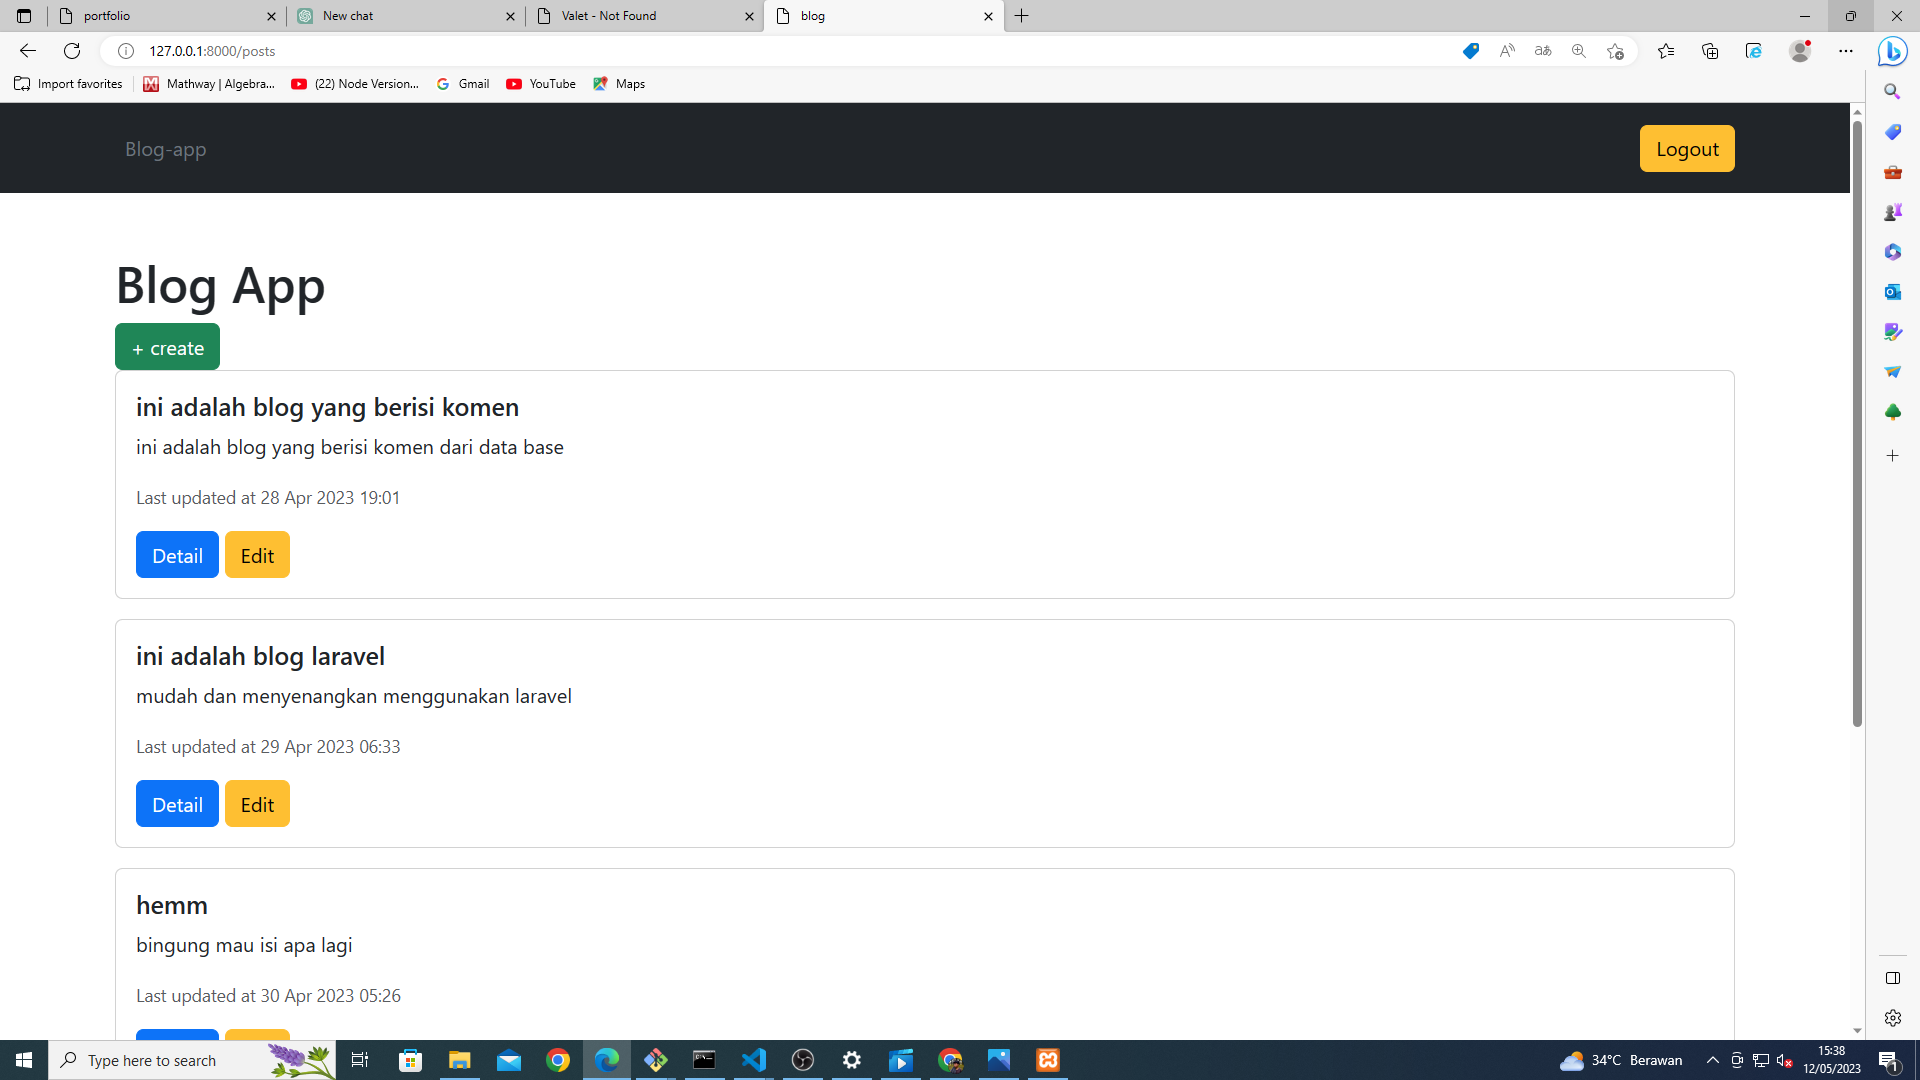 portfolio
New chat
Valet - Not Found
blog
127.0.0.1:8000/posts
Import favorites
Mathway | Algebra...
(22) Node Version...
Gmail
YouTube
Maps
Blog-app
Logout
Blog App
+ create
ini adalah blog yang berisi komen
ini adalah blog yang berisi komen dari data base
Last updated at 28 Apr 2023 19:01
Detail
Edit
ini adalah blog laravel
mudah dan menyenangkan menggunakan laravel
Last updated at 29 Apr 2023 06:33
Detail
Edit
hemm
bingung mau isi apa lagi
Last updated at 30 Apr 2023 05:26
Type here to search
34°C Berawan
15:38
12/05/2023
1